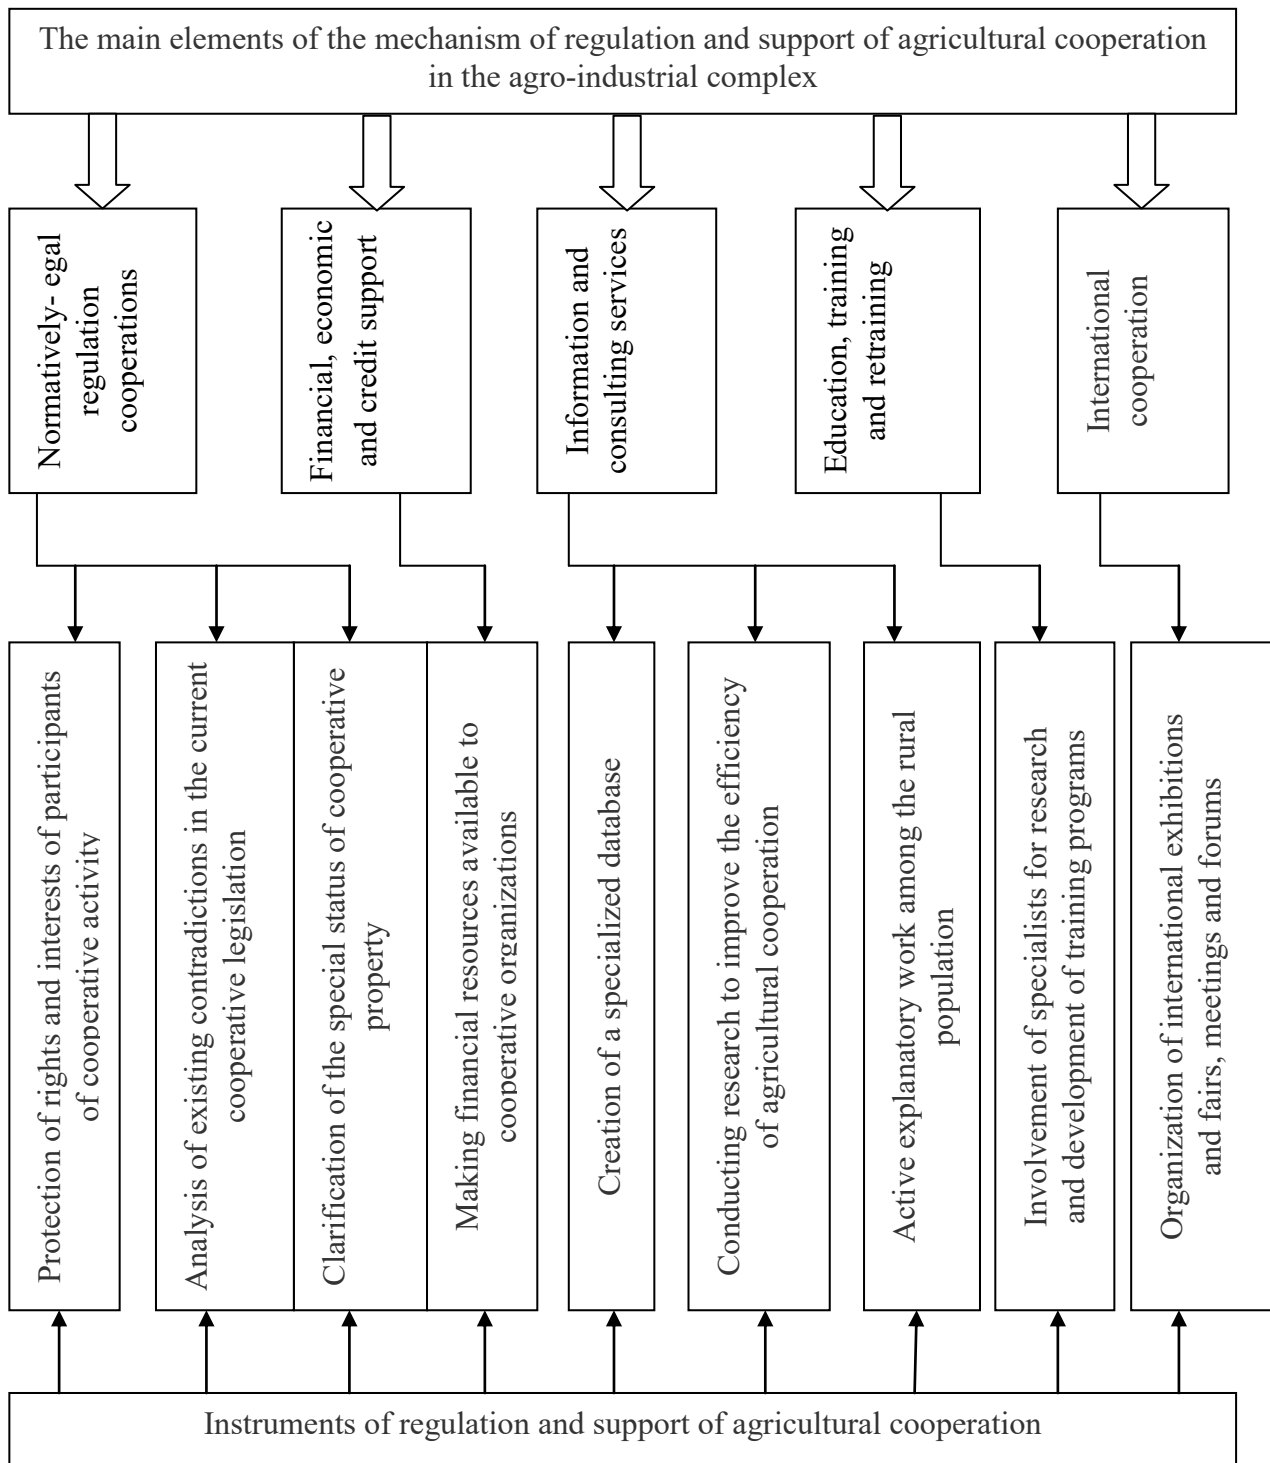 The main elements of the mechanism of regulation and support of agricultural cooperation
in the agro-industrial complex
Normatively- egal
regulation
cooperations
Financial, economic
and credit support
Information and
consulting services
Education, training
and retraining
International
cooperation
Protection of rights and interests of participants
of cooperative activity
Analysis of existing contradictions in the current
cooperative legislation
Clarification of the special status of cooperative
property
Making financial resources available to
cooperative organizations
Creation of a specialized database
Conducting research to improve the efficiency
of agricultural cooperation
Active explanatory work among the rural
population
Involvement of specialists for research
and development of training programs
Organization of international exhibitions
and fairs, meetings and forums
Instruments of regulation and support of agricultural cooperation